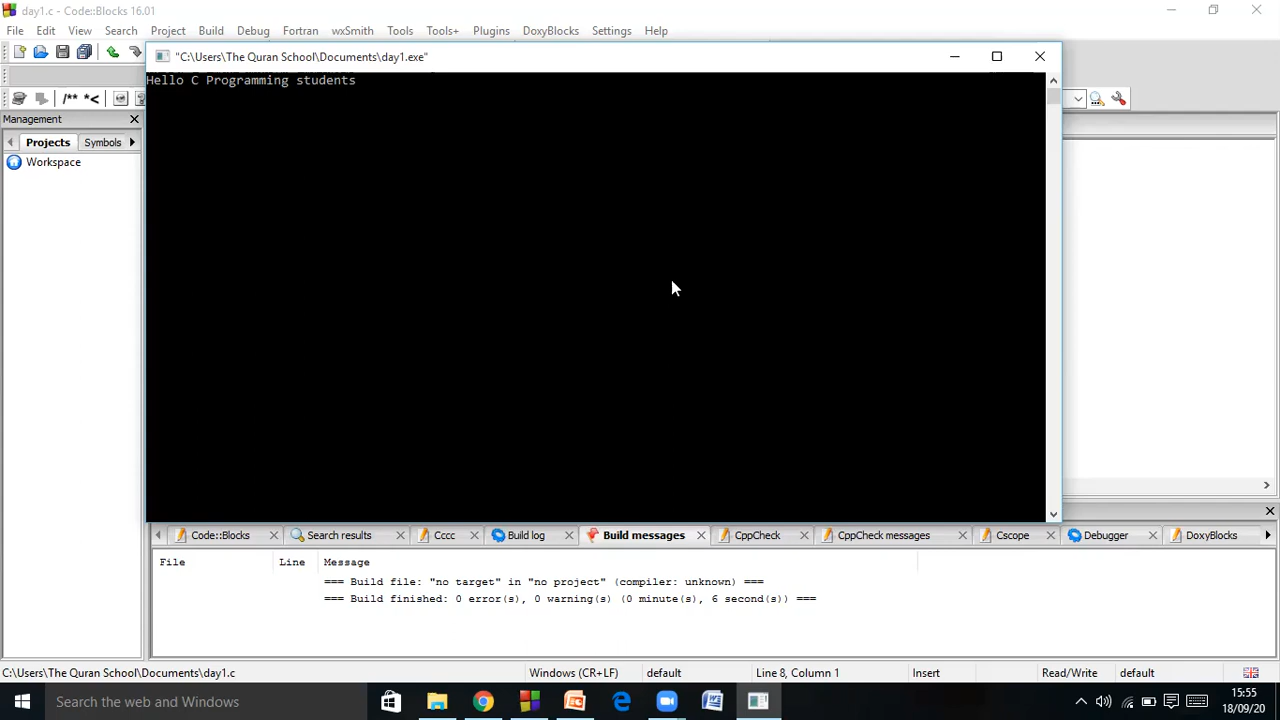 day1.c - Code::Blocks 16.01
File Edit View Search Project Build Debug Fortran wxSmith Tools Tools+ Plugins DoxyBlocks Settings Help
"C:\Users\The Quran School\Documents\day1.exe"
Hello C Programming students
/** *<
Management
Projects Symbols
Workspace
Code::Blocks Search results Cccc Build log Build messages CppCheck CppCheck messages Cscope Debugger DoxyBlocks
File Line Message
=== Build file: "no target" in "no project" (compiler: unknown) ===
=== Build finished: 0 error(s), 0 warning(s) (0 minute(s), 6 second(s)) ===
C:\Users\The Quran School\Documents\day1.c Windows (CR+LF) default Line 8, Column 1 Insert Read/Write default
Search the web and Windows
15:55
18/09/20